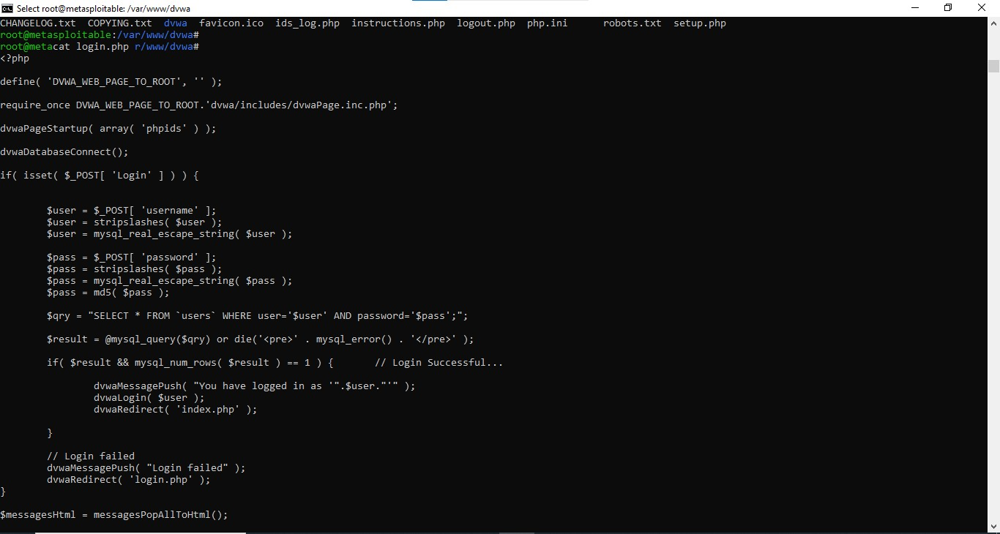 Select root@metasploitable: /var/www/dvwa
CHANGELOG.txt  COPYING.txt  dvwa  favicon.ico  ids_log.php  instructions.php  logout.php  php.ini      robots.txt  setup.php
root@metasploitable:/var/www/dvwa#
root@metacat login.php r/www/dvwa#
<?php
define( 'DVWA_WEB_PAGE_TO_ROOT', '' );
require_once DVWA_WEB_PAGE_TO_ROOT.'dvwa/includes/dvwaPage.inc.php';
dvwaPageStartup( array( 'phpids' ) );
dvwaDatabaseConnect();
if( isset( $_POST[ 'Login' ] ) ) {
        $user = $_POST[ 'username' ];
        $user = stripslashes( $user );
        $user = mysql_real_escape_string( $user );
        $pass = $_POST[ 'password' ];
        $pass = stripslashes( $pass );
        $pass = mysql_real_escape_string( $pass );
        $pass = md5( $pass );
        $qry = "SELECT * FROM `users` WHERE user='$user' AND password='$pass';";
        $result = @mysql_query($qry) or die('<pre>' . mysql_error() . '</pre>' );
        if( $result && mysql_num_rows( $result ) == 1 ) {       // Login Successful...
                dvwaMessagePush( "You have logged in as '".$user."'" );
                dvwaLogin( $user );
                dvwaRedirect( 'index.php' );
        }
        // Login failed
        dvwaMessagePush( "Login failed" );
        dvwaRedirect( 'login.php' );
}
$messagesHtml = messagesPopAllToHtml();